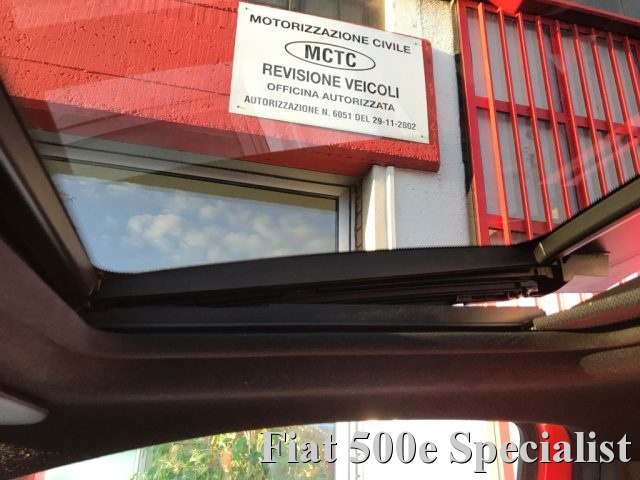 MOTORIZZAZIONE CIVILE
MCTC
REVISIONE VEICOLI
OFFICINA AUTORIZZATA
AUTORIZZAZIONE N. 6051 DEL 29-11-2002
Fiat 500e Specialist